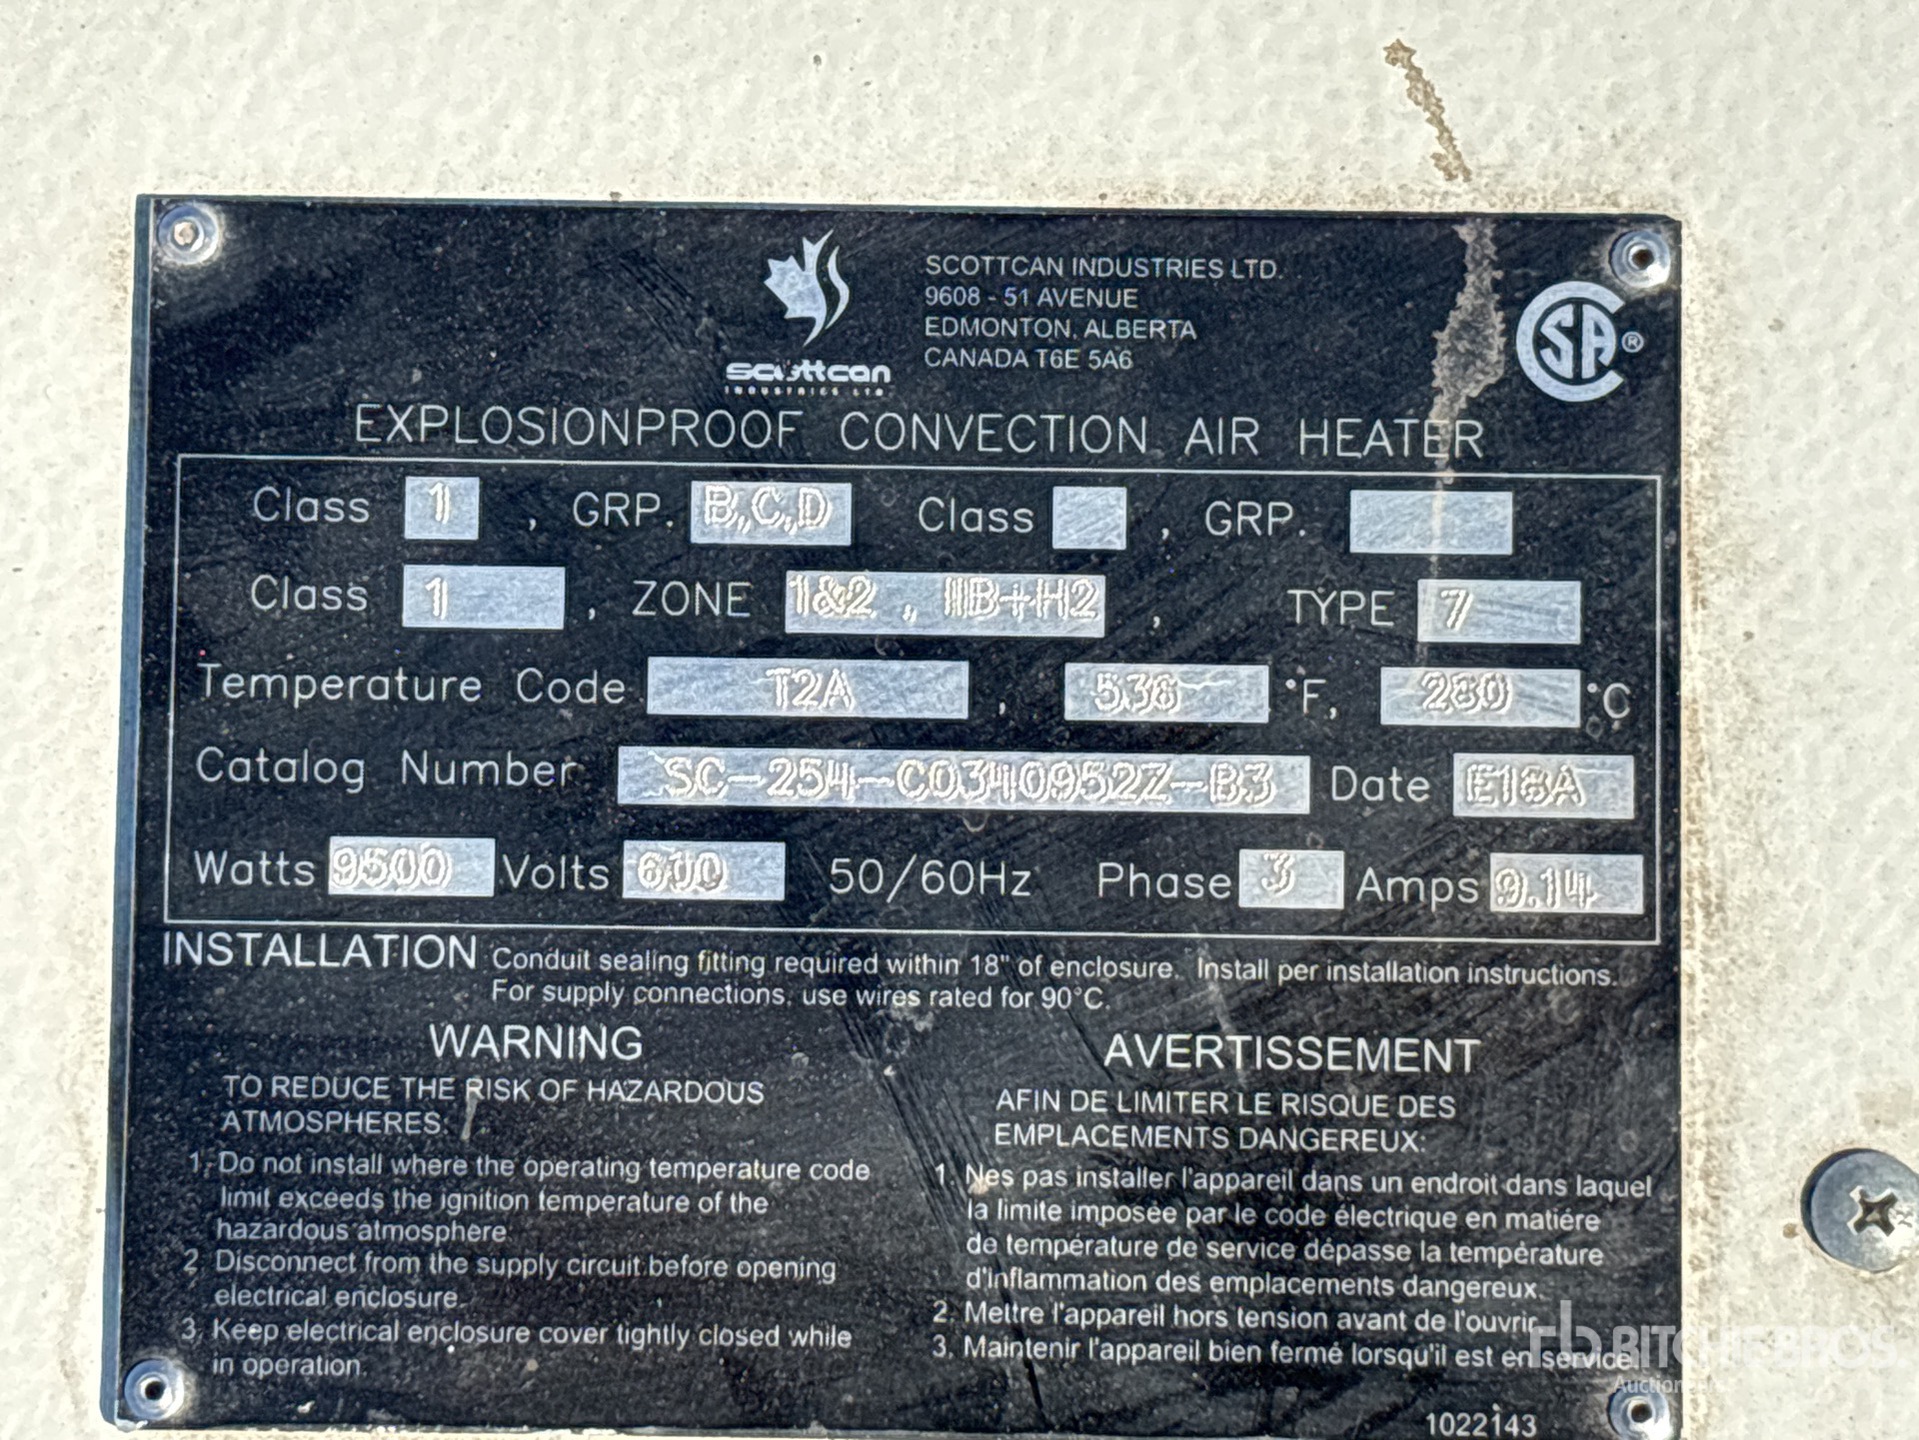 scottcan
INDUSTRIES LTD
SCOTTCAN INDUSTRIES LTD.
9608 - 51 AVENUE
EDMONTON, ALBERTA
CANADA T6E 5A6
CSA ®
EXPLOSIONPROOF CONVECTION AIR HEATER
Class 1 , GRP. B,C,D Class , GRP.
Class 1 , ZONE 1&2 , IIB+H2 , TYPE 7
Temperature Code T2A , 536 °F, 280 °C
Catalog Number SC-254-C0340952Z-B3 Date E18A
Watts 9500 Volts 600 50/60Hz Phase 3 Amps 9.14
INSTALLATION Conduit sealing fitting required within 18" of enclosure. Install per installation instructions.
For supply connections, use wires rated for 90°C.
WARNING
TO REDUCE THE RISK OF HAZARDOUS
ATMOSPHERES:
1. Do not install where the operating temperature code
limit exceeds the ignition temperature of the
hazardous atmosphere
2. Disconnect from the supply circuit before opening
electrical enclosure.
3. Keep electrical enclosure cover tightly closed while
in operation.
AVERTISSEMENT
AFIN DE LIMITER LE RISQUE DES
EMPLACEMENTS DANGEREUX:
1. Nes pas installer l'appareil dans un endroit dans laquel
la limite imposée par le code électrique en matiére
de température de service dépasse la température
d'inflammation des emplacements dangereux.
2. Mettre l'appareil hors tension avant de l'ouvrir
3. Maintenir l'appareil bien fermé lorsqu'il est en service.
1022143
rb RITCHIE BROS.